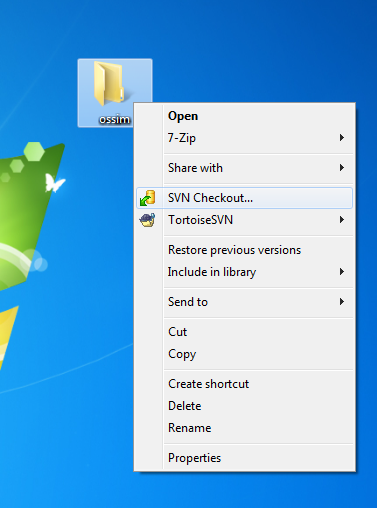 ossim
Open
7-Zip
Share with
SVN Checkout...
TortoiseSVN
Restore previous versions
Include in library
Send to
Cut
Copy
Create shortcut
Delete
Rename
Properties